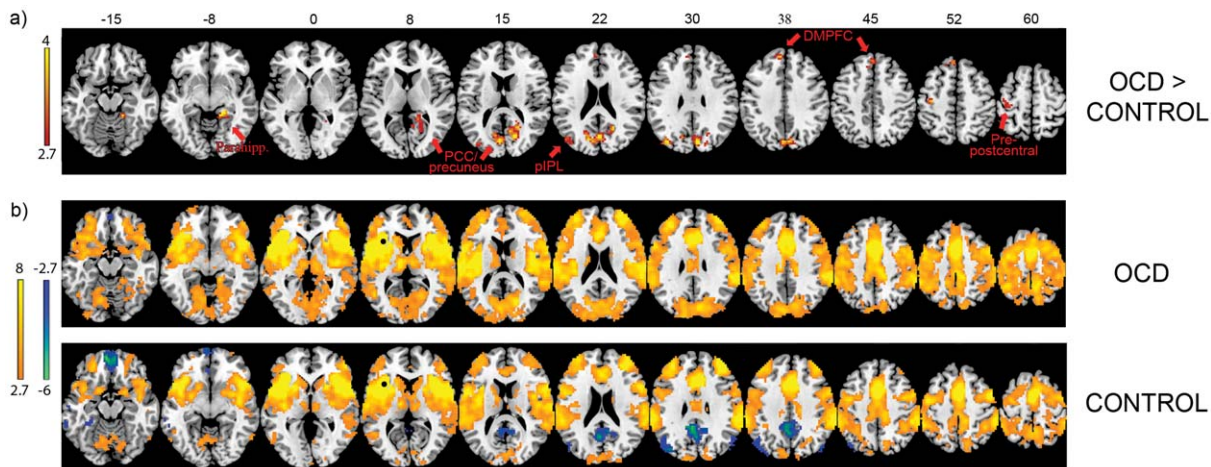 a)
-15 -8 0 8 15 22 30 38 45 52 60
4
2.7
DMPFC
Parahipp.
PCC/
precuneus
pIPL
Pre-
postcentral
OCD >
CONTROL
b)
8 -2.7
2.7 -6
OCD
CONTROL